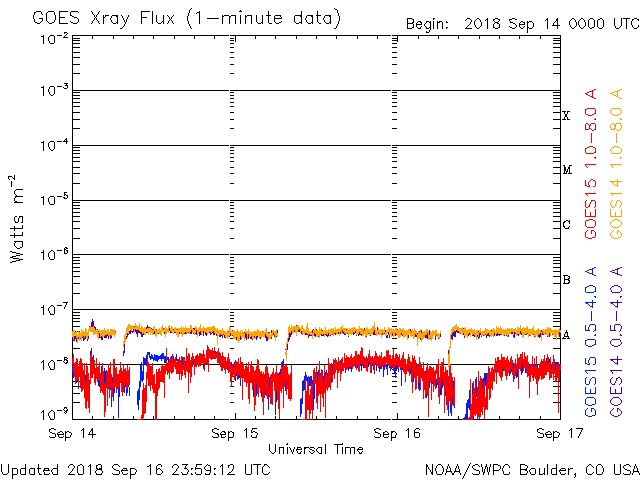 GOES Xray Flux (1-minute data)
Begin: 2018 Sep 14 0000 UTC
10-2
10-3
10-4
10-5
10-6
10-7
10-8
10-9
Watts m-2
X
M
C
B
A
GOES15 1.0-8.0 A
GOES14 1.0-8.0 A
GOES15 0.5-4.0 A
GOES14 0.5-4.0 A
Sep 14
Sep 15
Sep 16
Sep 17
Universal Time
Updated 2018 Sep 16 23:59:12 UTC
NOAA/SWPC Boulder, CO USA